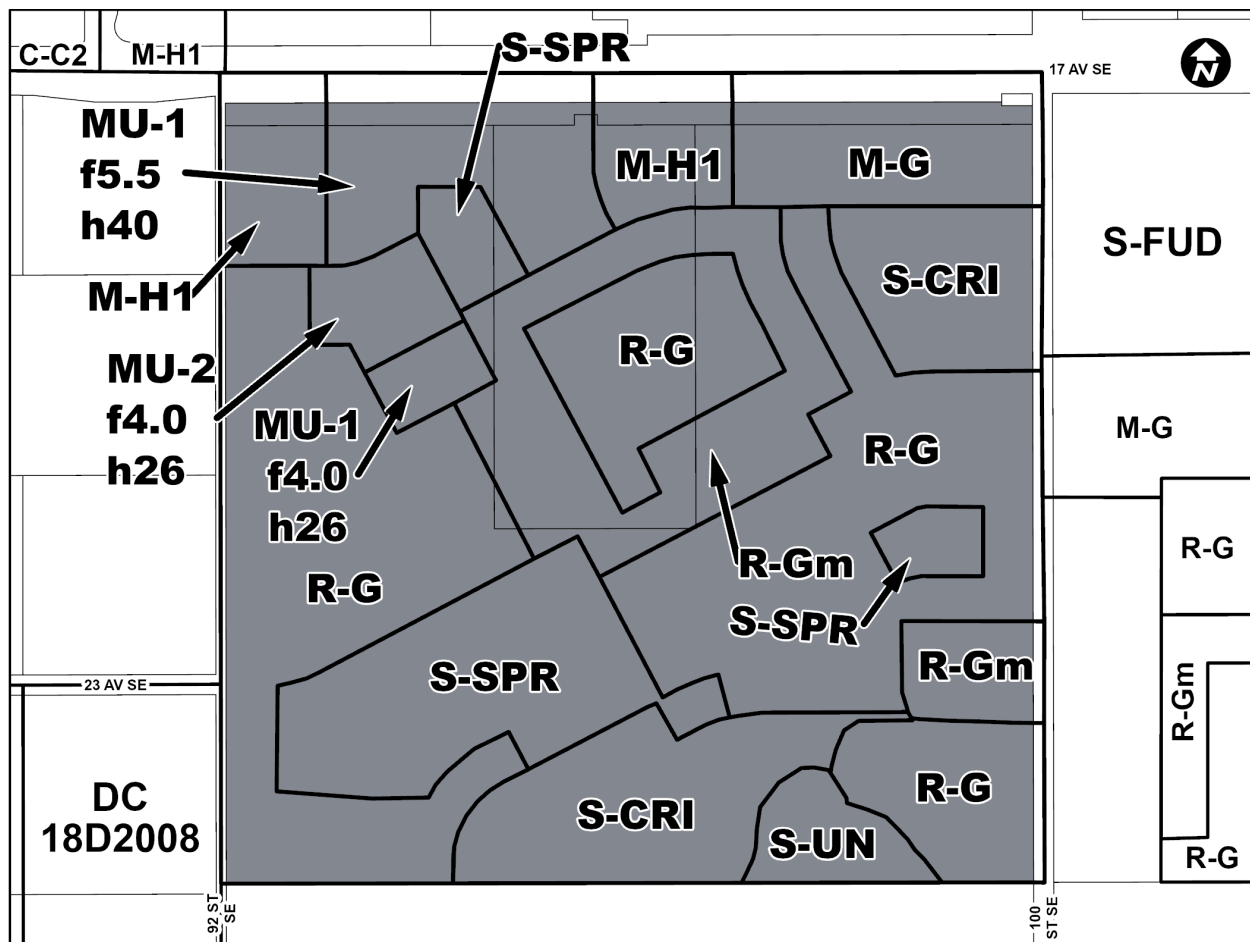 C-C2
M-H1
S-SPR
17 AV SE
N
MU-1
f5.5
h40
M-H1
M-G
S-FUD
S-CRI
M-H1
R-G
MU-2
f4.0
h26
MU-1
f4.0
h26
R-G
M-G
R-Gm
R-G
R-G
S-SPR
S-SPR
R-Gm
23 AV SE
R-Gm
DC
18D2008
S-CRI
R-G
S-UN
R-G
92 ST
SE
100
ST SE